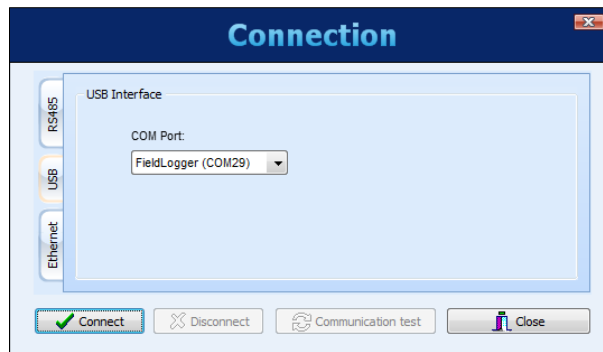 Connection
RS485
USB
Ethernet
USB Interface
COM Port:
FieldLogger (COM29)
Connect
Disconnect
Communication test
Close